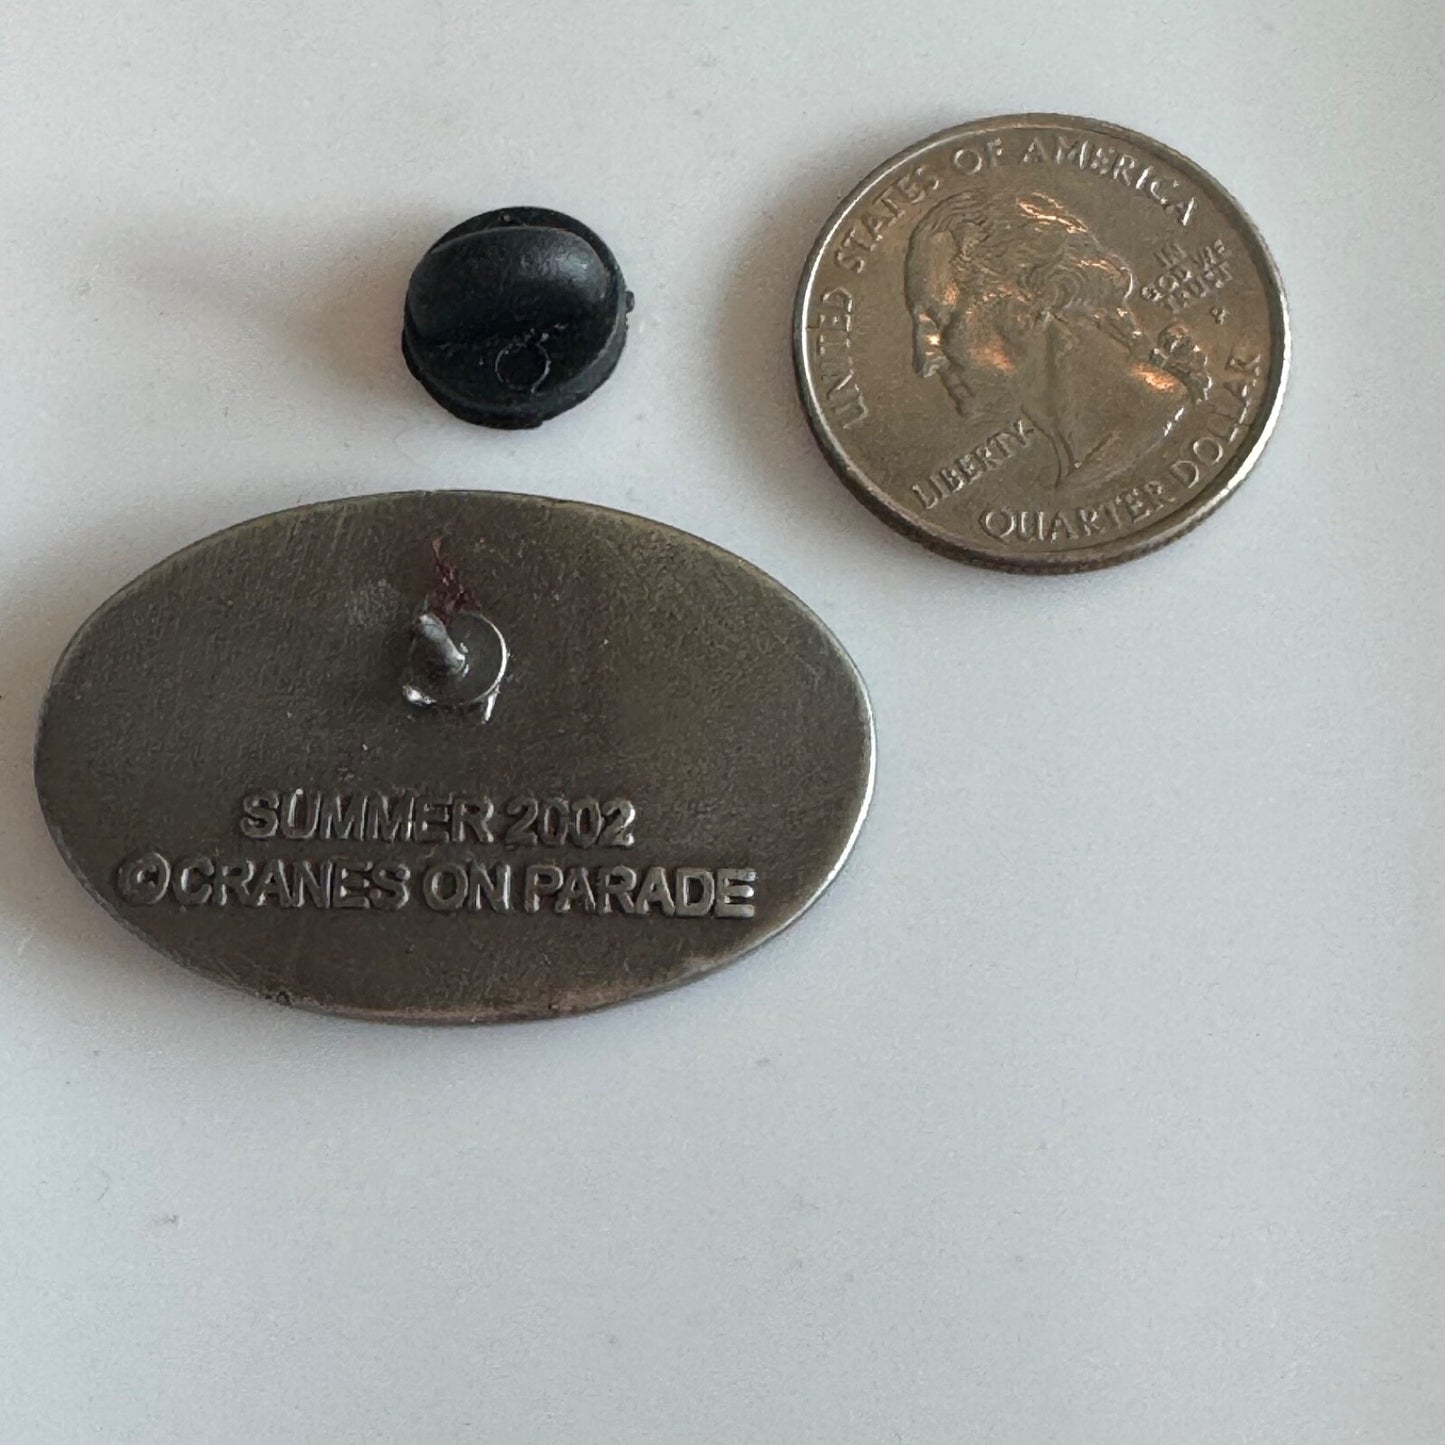 UNITED STATES OF AMERICA
IN
GOD WE
TRUST
LIBERTY
QUARTER DOLLAR
SUMMER 2002
©CRANES ON PARADE